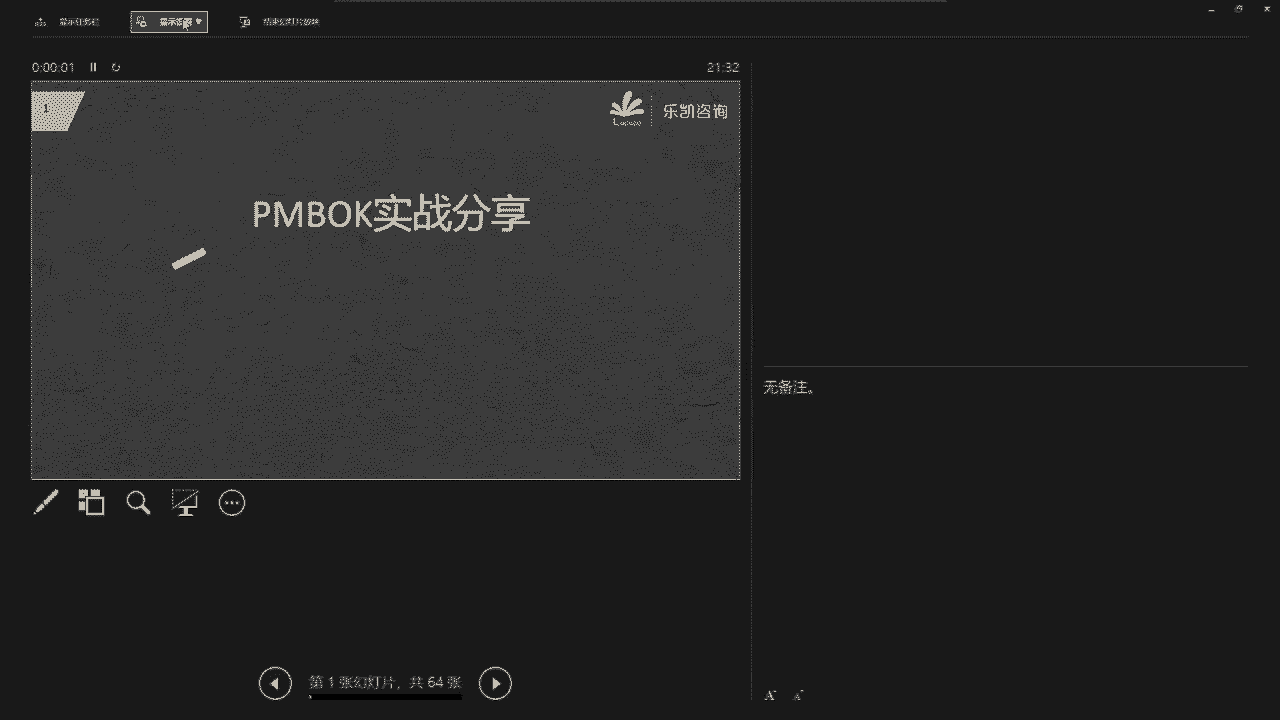 显示任务栏
显示设置 ▼
结束幻灯片放映
0:00:01
21:32
1
乐凯咨询
PMBOK实战分享
无备注。
第 1 张幻灯片，共 64 张
A A